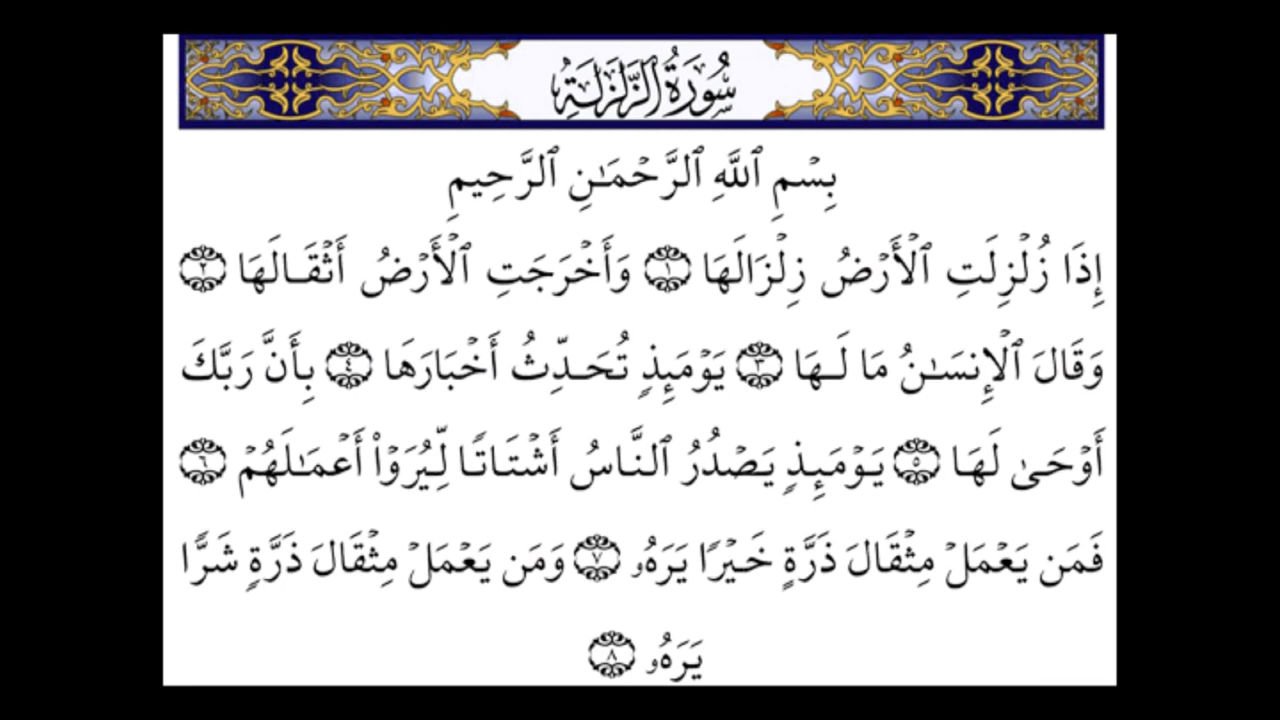 سُورَةُ الزَّلْزَلَةِ
بِسْمِ ٱللَّهِ ٱلرَّحْمَـٰنِ ٱلرَّحِيمِ
إِذَا زُلْزِلَتِ ٱلْأَرْضُ زِلْزَالَهَا ١ وَأَخْرَجَتِ ٱلْأَرْضُ أَثْقَالَهَا ٢
وَقَالَ ٱلْإِنسَـٰنُ مَا لَهَا ٣ يَوْمَئِذٍ تُحَدِّثُ أَخْبَارَهَا ٤ بِأَنَّ رَبَّكَ
أَوْحَىٰ لَهَا ٥ يَوْمَئِذٍ يَصْدُرُ ٱلنَّاسُ أَشْتَاتًا لِّيُرَوْا۟ أَعْمَـٰلَهُمْ ٦
فَمَن يَعْمَلْ مِثْقَالَ ذَرَّةٍ خَيْرًا يَرَهُۥ ٧ وَمَن يَعْمَلْ مِثْقَالَ ذَرَّةٍ شَرًّا
يَرَهُۥ ٨